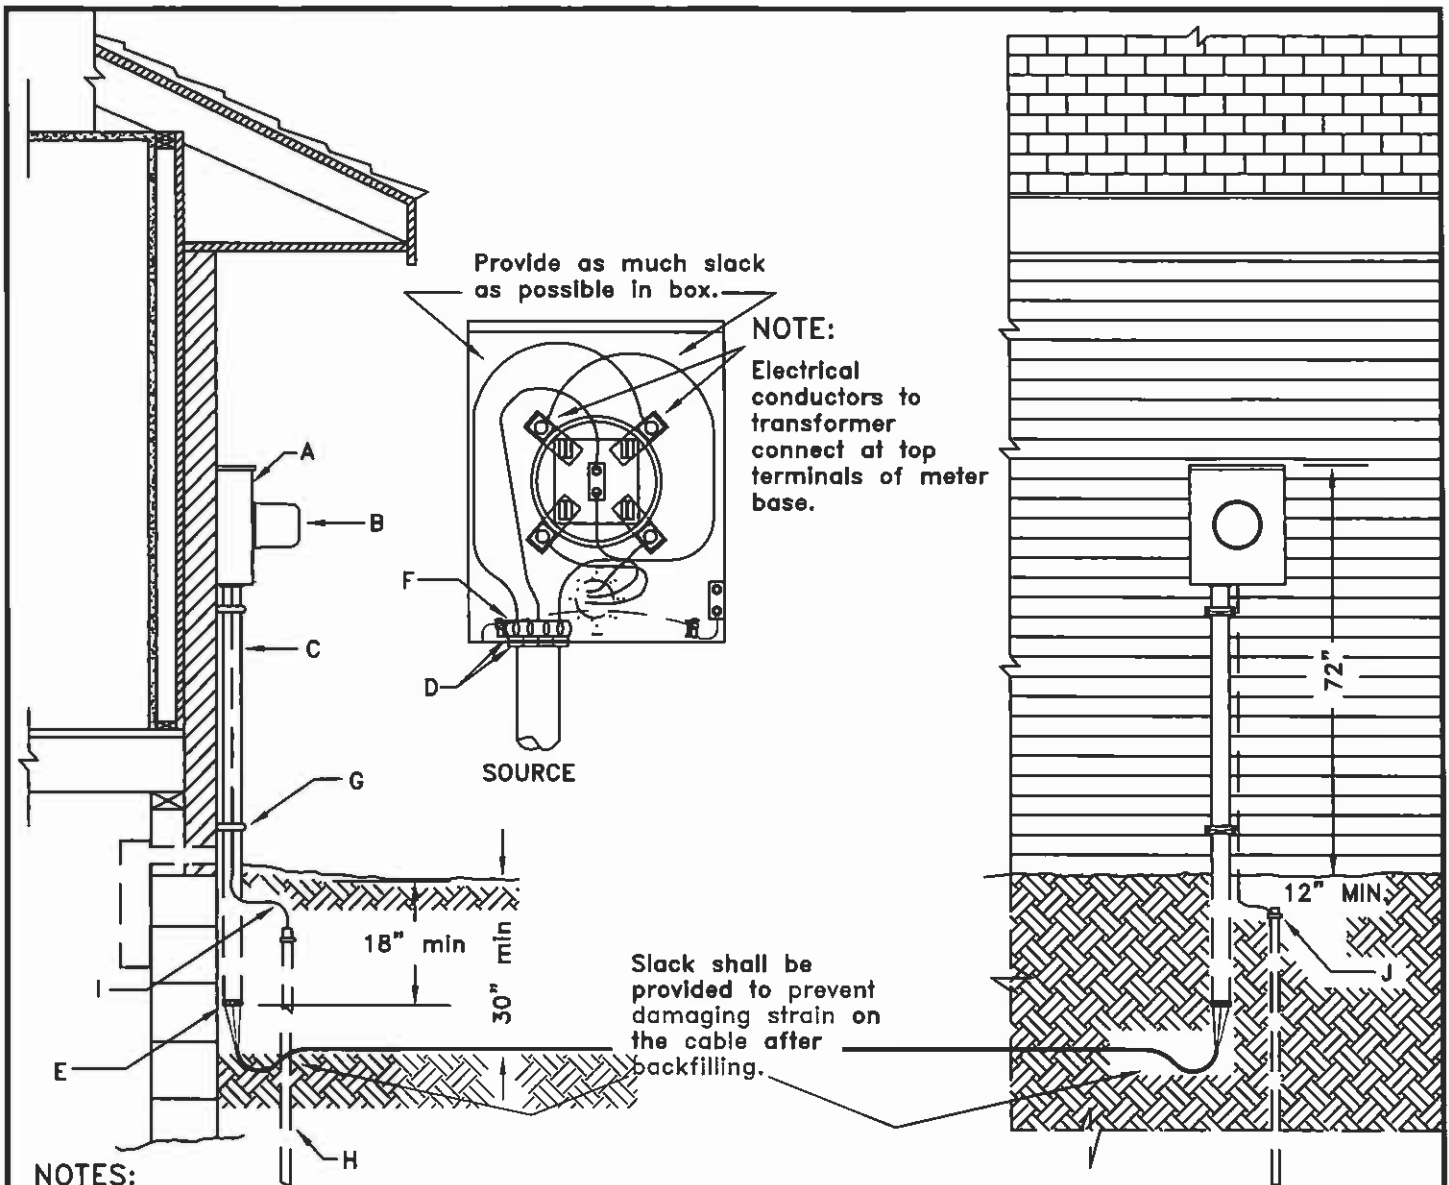 Provide as much slack
as possible in box.
NOTE:
Electrical
conductors to
transformer
connect at top
terminals of meter
base.
A
B
F
C
D
SOURCE
G
72"
12" MIN.
18" min
30" min
I
J
E
Slack shall be
provided to prevent
damaging strain on
the cable after
backfilling.
H
NOTES: